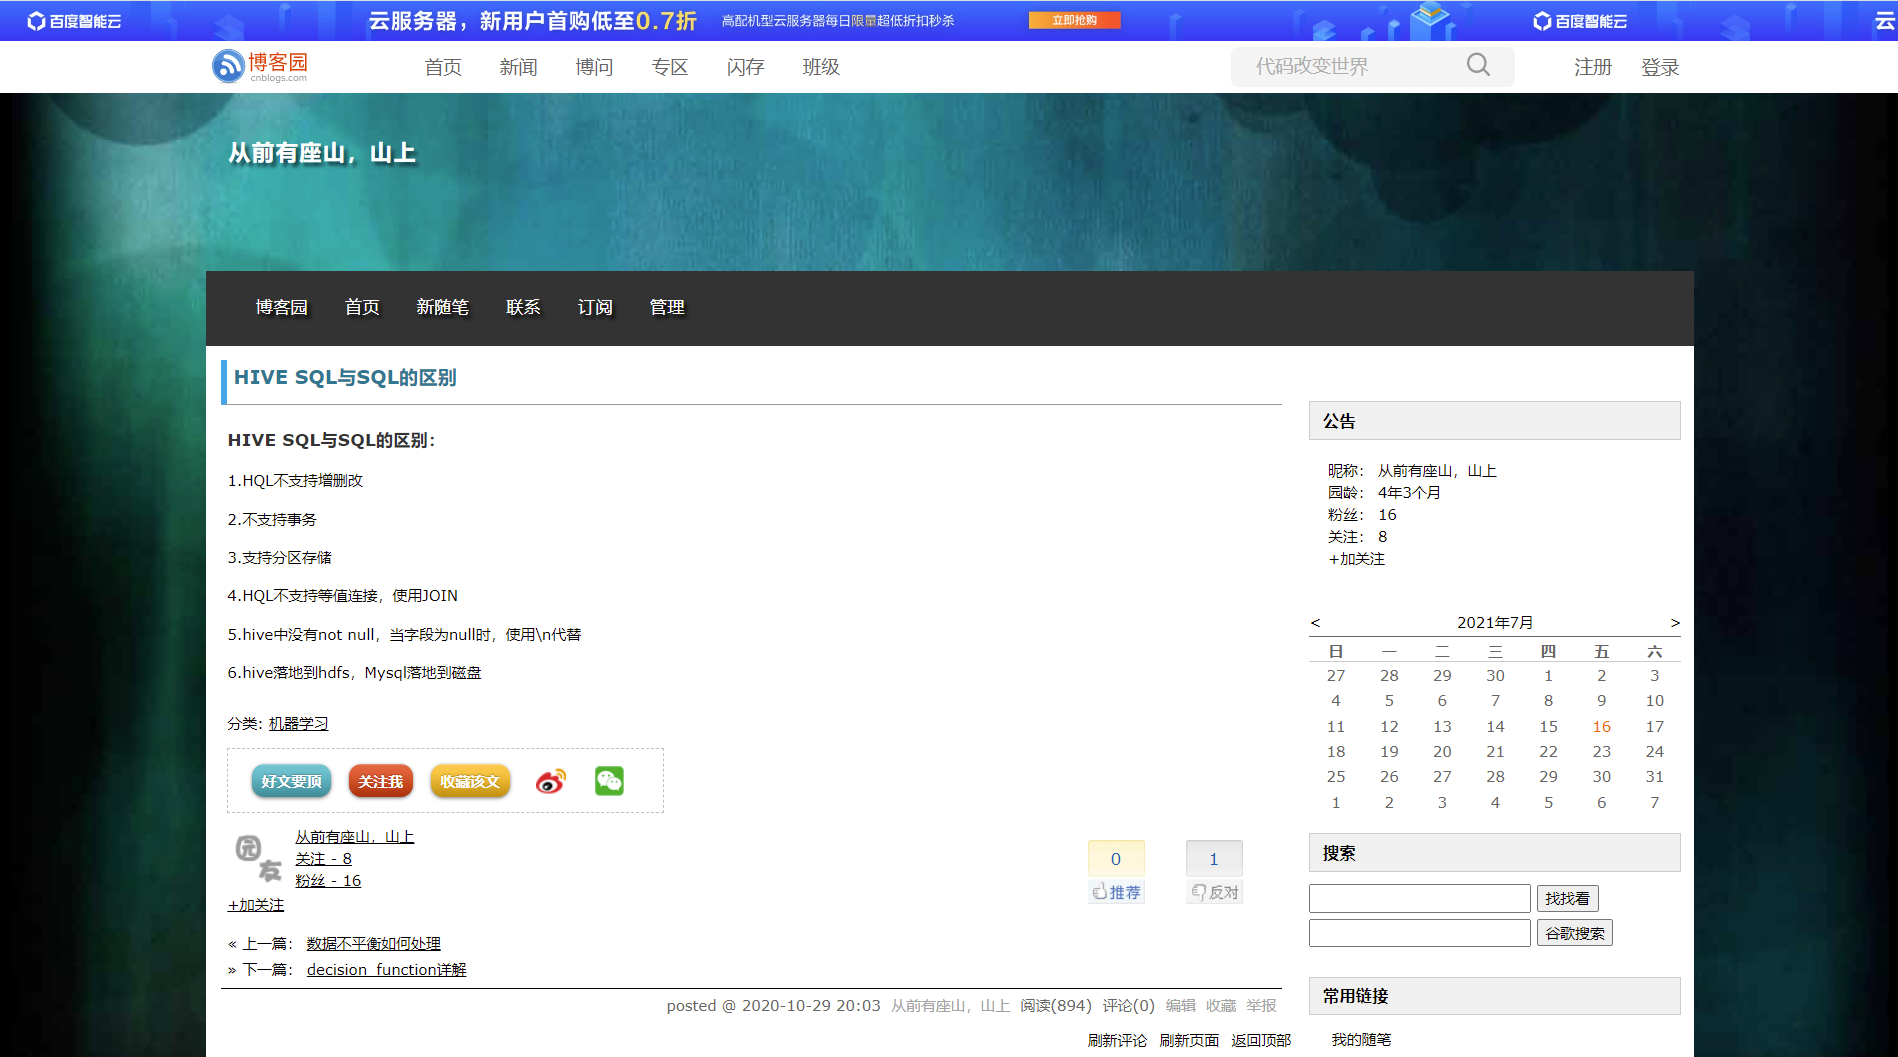 百度智能云 云服务器，新用户首购低至0.7折 高配机型云服务器每日限量超低折扣秒杀 立即抢购 百度智能云 云
博客园 cnblogs.com 首页 新闻 博问 专区 闪存 班级 代码改变世界 注册 登录
从前有座山，山上
博客园 首页 新随笔 联系 订阅 管理
HIVE SQL与SQL的区别
HIVE SQL与SQL的区别：
1.HQL不支持增删改
2.不支持事务
3.支持分区存储
4.HQL不支持等值连接，使用JOIN
5.hive中没有not null，当字段为null时，使用\n代替
6.hive落地到hdfs，Mysql落地到磁盘
分类: 机器学习
好文要顶 关注我 收藏该文
园友
从前有座山，山上
关注 - 8
粉丝 - 16
+加关注
0 1
推荐 反对
« 上一篇： 数据不平衡如何处理
» 下一篇： decision_function详解
posted @ 2020-10-29 20:03 从前有座山，山上 阅读(894) 评论(0) 编辑 收藏 举报
刷新评论 刷新页面 返回顶部
公告
昵称： 从前有座山，山上
园龄： 4年3个月
粉丝： 16
关注： 8
+加关注
< 2021年7月 >
日 一 二 三 四 五 六
27 28 29 30 1 2 3
4 5 6 7 8 9 10
11 12 13 14 15 16 17
18 19 20 21 22 23 24
25 26 27 28 29 30 31
1 2 3 4 5 6 7
搜索
找找看
谷歌搜索
常用链接
我的随笔